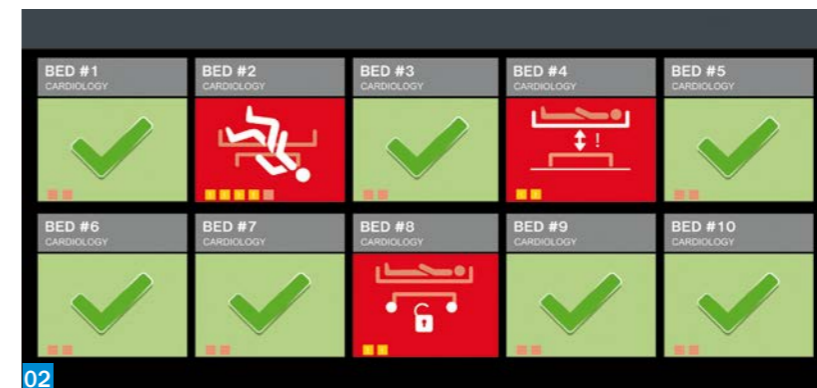 BED #1
CARDIOLOGY
BED #2
CARDIOLOGY
BED #3
CARDIOLOGY
BED #4
CARDIOLOGY
BED #5
CARDIOLOGY
!
BED #6
CARDIOLOGY
BED #7
CARDIOLOGY
BED #8
CARDIOLOGY
BED #9
CARDIOLOGY
BED #10
CARDIOLOGY
02